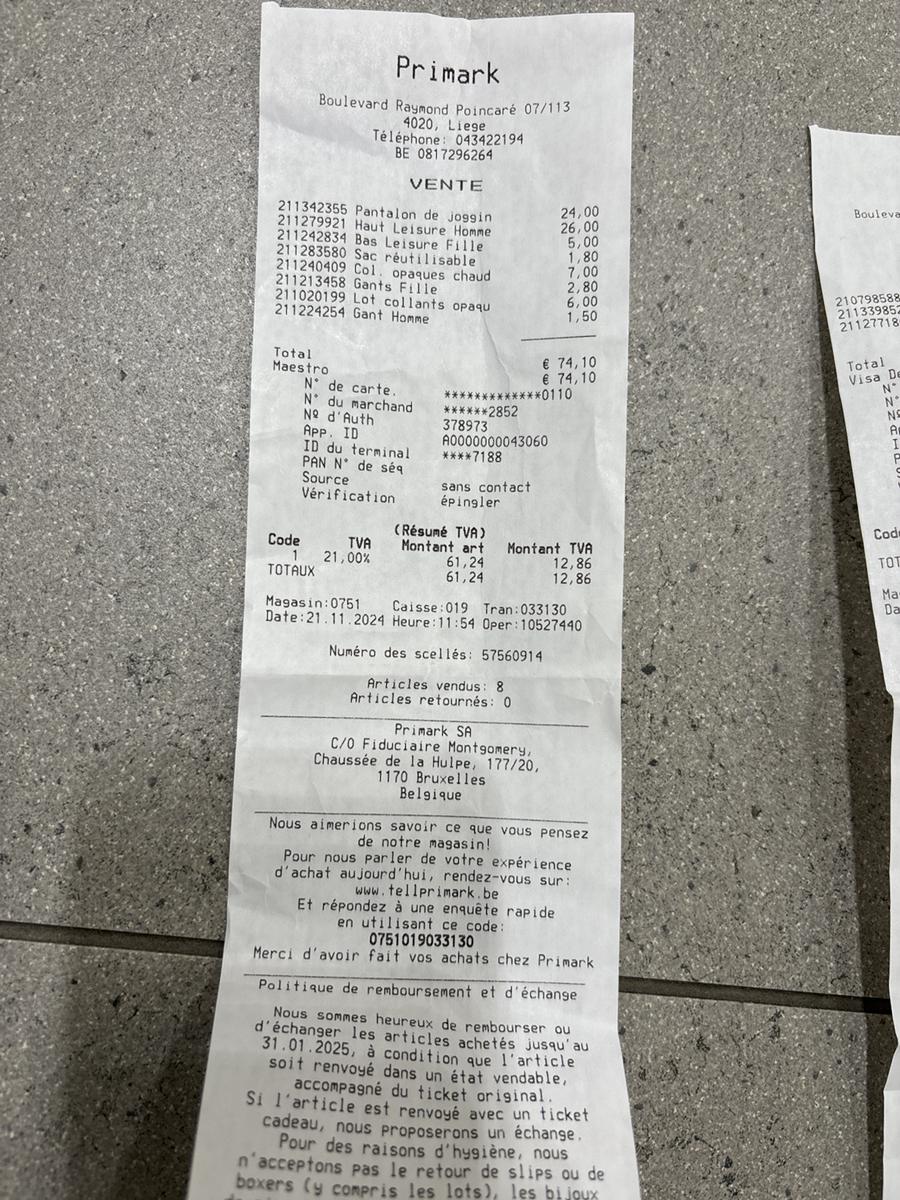 Primark
Boulevard Raymond Poincaré 07/113
4020, Liege
Téléphone: 043422194
BE 0817296264
VENTE
211342355 Pantalon de joggin 24,00
211279921 Haut Leisure Homme 26,00
211242834 Bas Leisure Fille 5,00
211283580 Sac réutilisable 1,80
211240409 Col. opaques chaud 7,00
211213458 Gants Fille 2,80
211020199 Lot collants opaqu 6,00
211224254 Gant Homme 1,50
Total € 74,10
Maestro € 74,10
N° de carte. *************0110
N° du marchand ******2852
Nº d'Auth 378973
App. ID A0000000043060
ID du terminal ****7188
PAN N° de séq
Source sans contact
Vérification épingler
(Résumé TVA)
Code TVA Montant art Montant TVA
1 21,00% 61,24 12,86
TOTAUX 61,24 12,86
Magasin:0751 Caisse:019 Tran:033130
Date:21.11.2024 Heure:11:54 Oper:10527440
Numéro des scellés: 57560914
Articles vendus: 8
Articles retournés: 0
Primark SA
C/O Fiduciaire Montgomery,
Chaussée de la Hulpe, 177/20,
1170 Bruxelles
Belgique
Nous aimerions savoir ce que vous pensez
de notre magasin!
Pour nous parler de votre expérience
d'achat aujourd'hui, rendez-vous sur:
www.tellprimark.be
Et répondez à une enquête rapide
en utilisant ce code:
0751019033130
Merci d'avoir fait vos achats chez Primark
Politique de remboursement et d'échange
Nous sommes heureux de rembourser ou
d'échanger les articles achetés jusqu'au
31.01.2025, à condition que l'article
soit renvoyé dans un état vendable,
accompagné du ticket original.
Si l'article est renvoyé avec un ticket
cadeau, nous proposerons un échange.
Pour des raisons d'hygiène, nous
n'acceptons pas le retour de slips ou de
boxers (y compris les lots), les bijoux
Bouleva
21079858
21133985
2112771
Total
Visa De
N°
N°
Code
TOT
Ma
Da